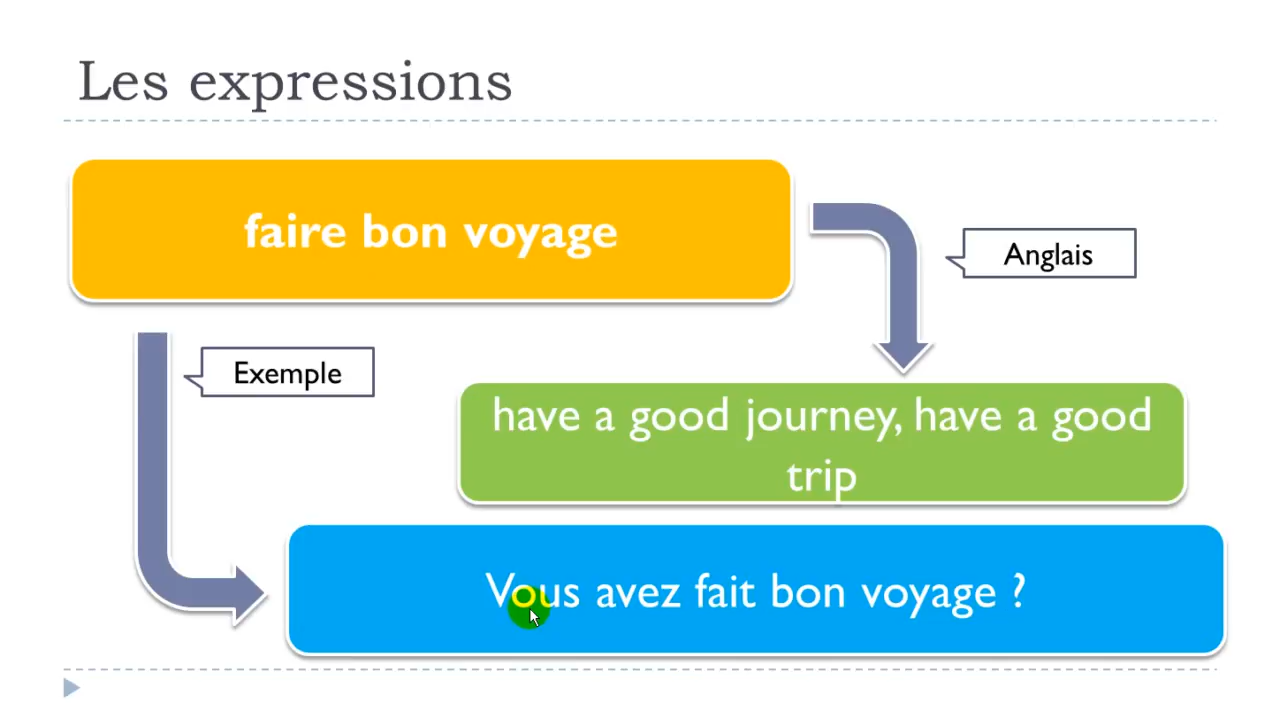 Les expressions
faire bon voyage
Anglais
Exemple
have a good journey, have a good
trip
Vous avez fait bon voyage ?